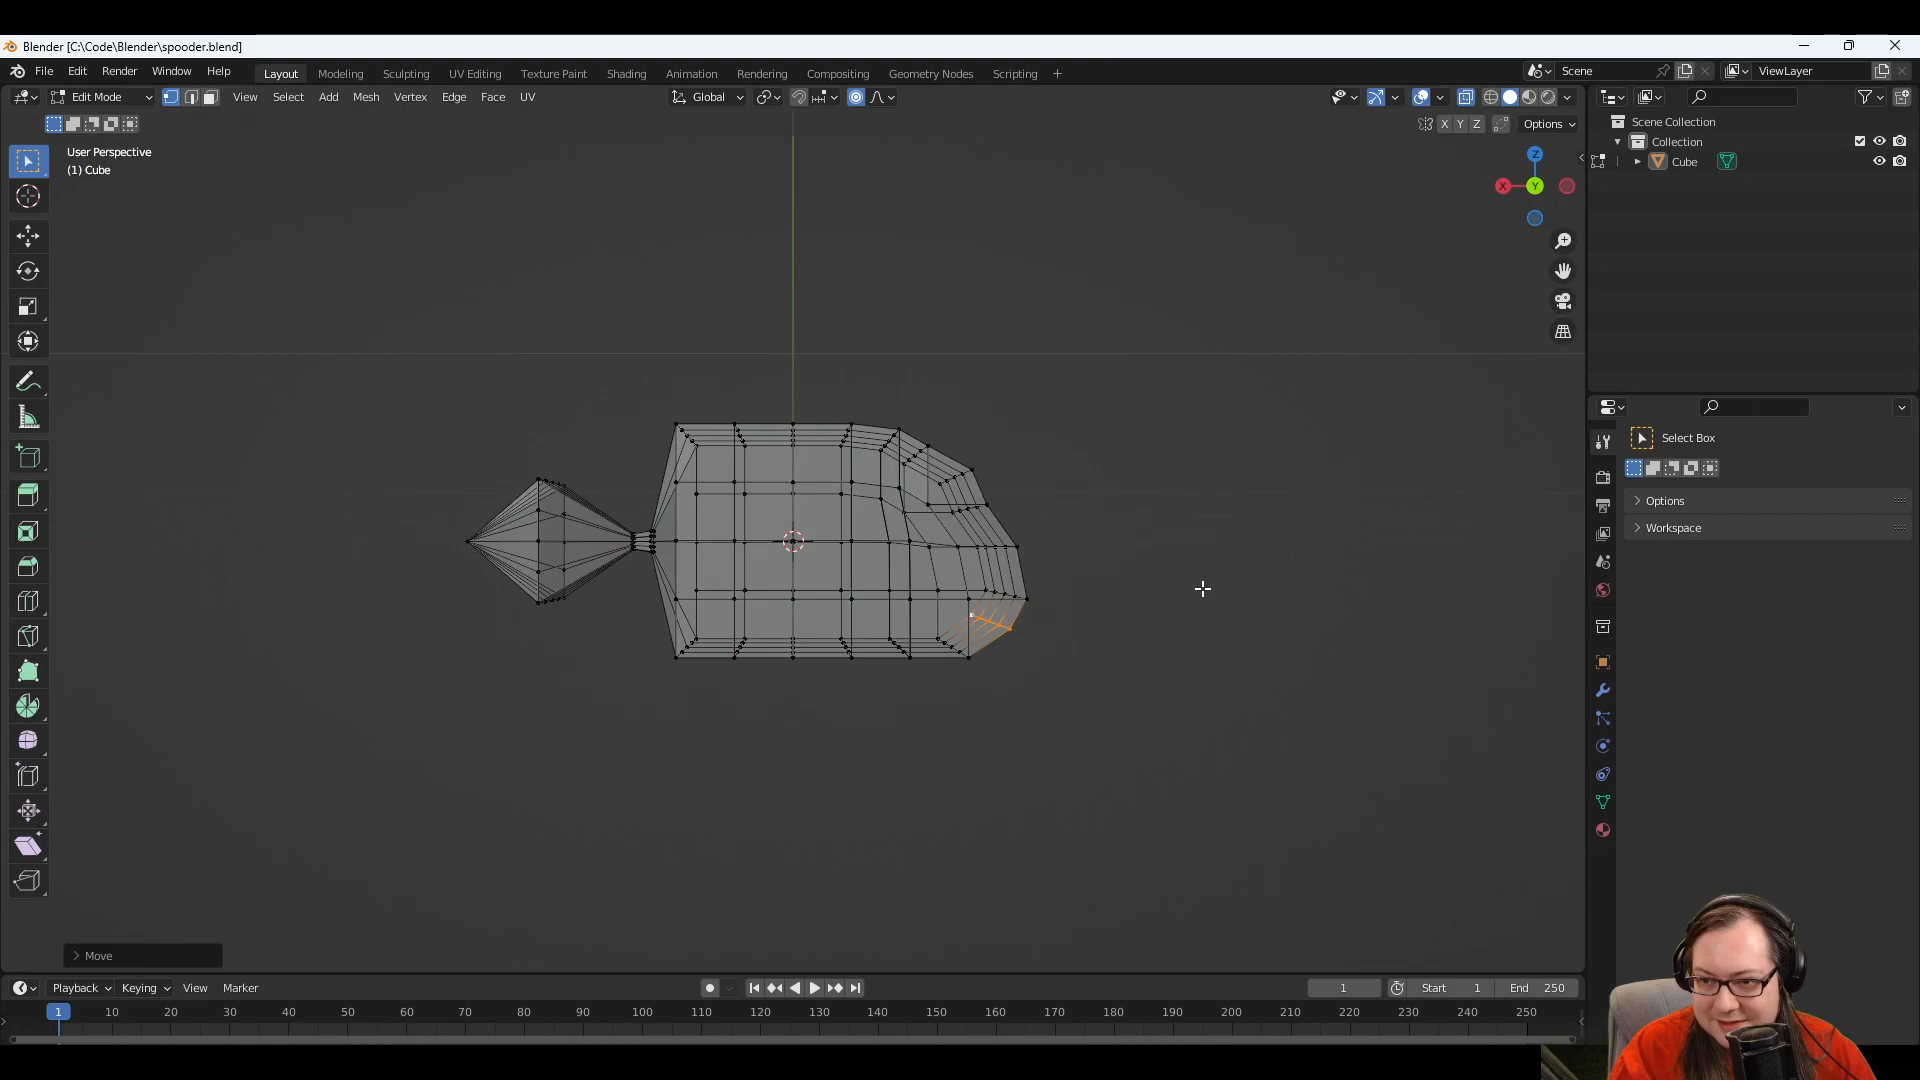 Blender [C:\Code\Blender\spooder.blend]
File Edit Render Window Help
Layout Modeling Sculpting UV Editing Texture Paint Shading Animation Rendering Compositing Geometry Nodes Scripting +
Scene
ViewLayer
Edit Mode
View Select Add Mesh Vertex Edge Face UV
Global
X Y Z
Options
User Perspective
(1) Cube
Z
X
Y
Scene Collection
Collection
Cube
Select Box
Options
Workspace
Move
Playback Keying View Marker
1
Start 1
End 250
1 10 20 30 40 50 60 70 80 90 100 110 120 130 140 150 160 170 180 190 200 210 220 230 240 250